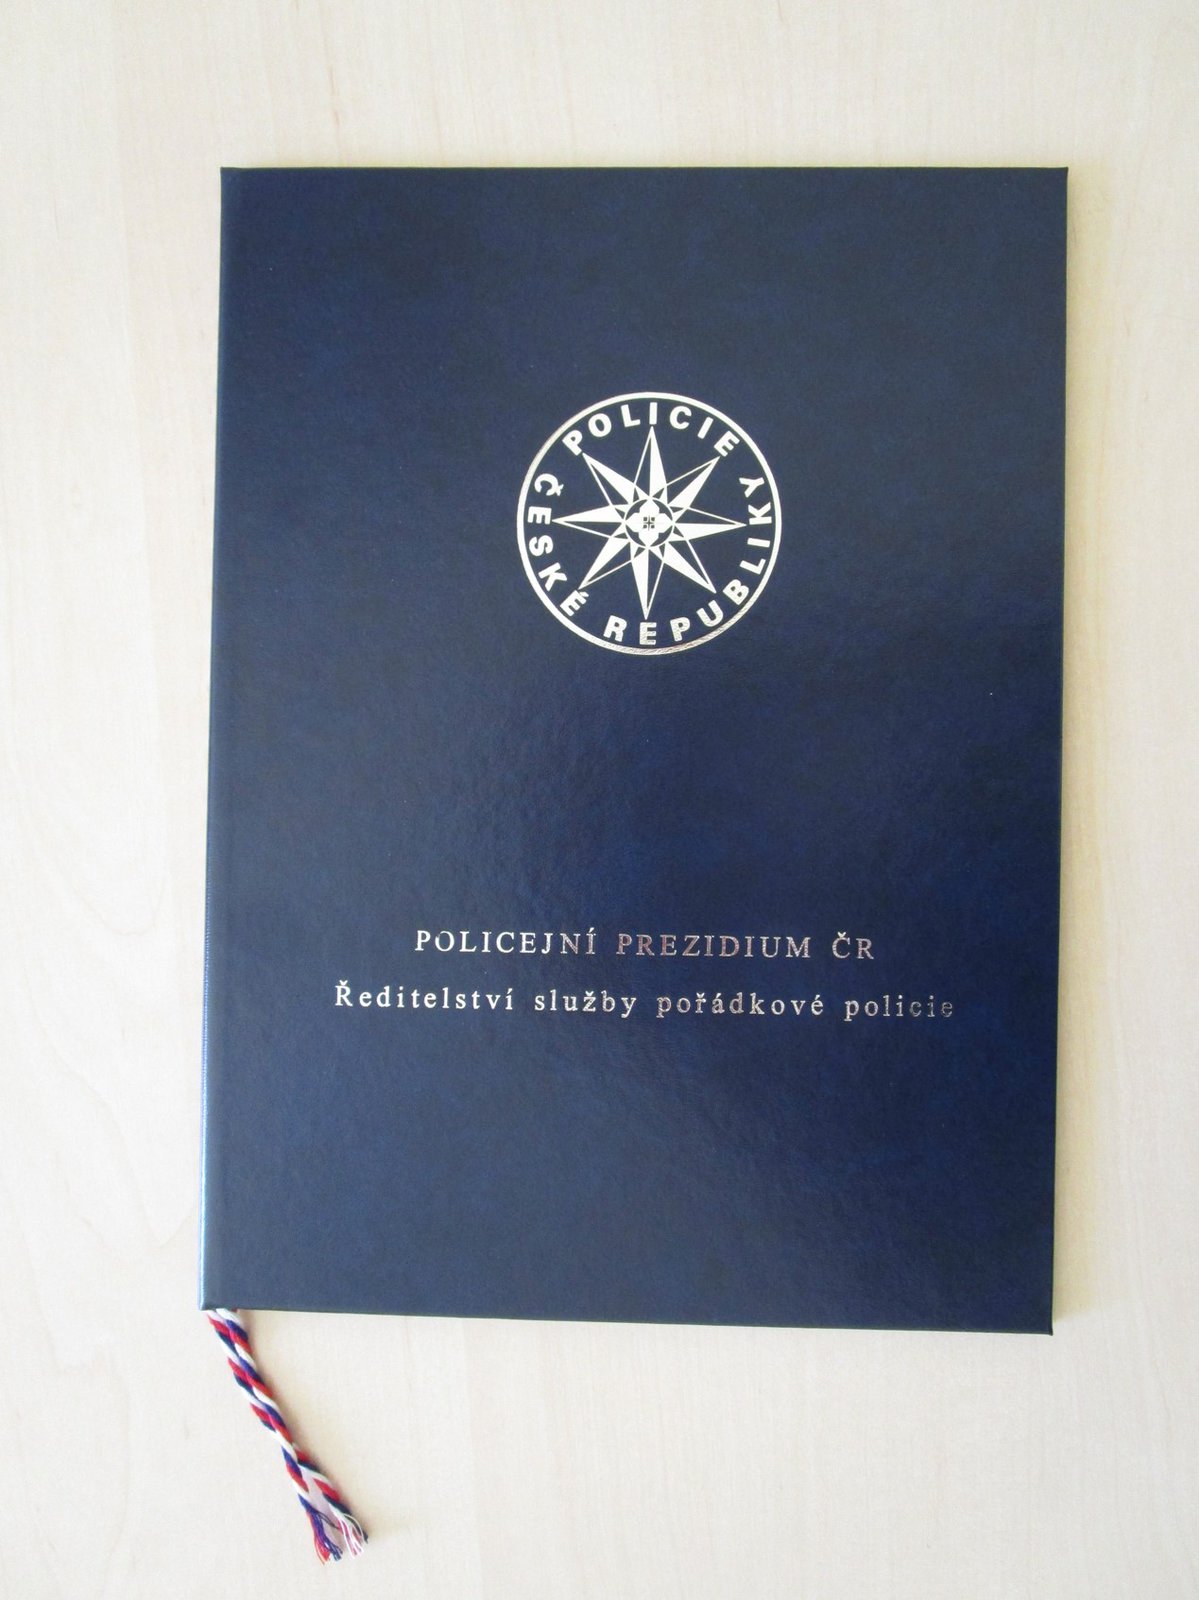 POLICIE ČESKÉ REPUBLIKY
POLICEJNÍ PREZIDIUM ČR
Ředitelství služby pořádkové policie